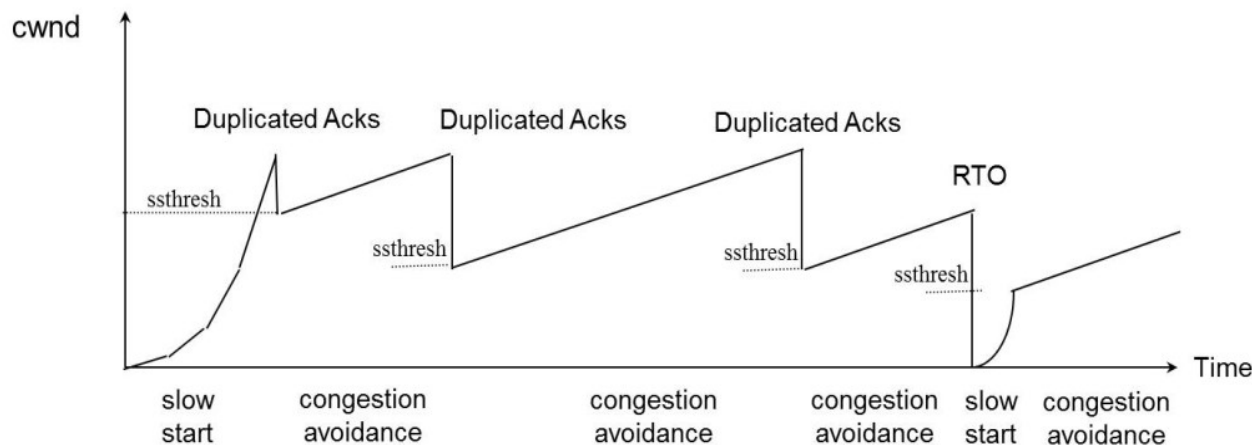 cwnd
Duplicated Acks
Duplicated Acks
Duplicated Acks
RTO
ssthresh
ssthresh
ssthresh
ssthresh
Time
slow
start
congestion
avoidance
congestion
avoidance
congestion
avoidance
slow
start
congestion
avoidance